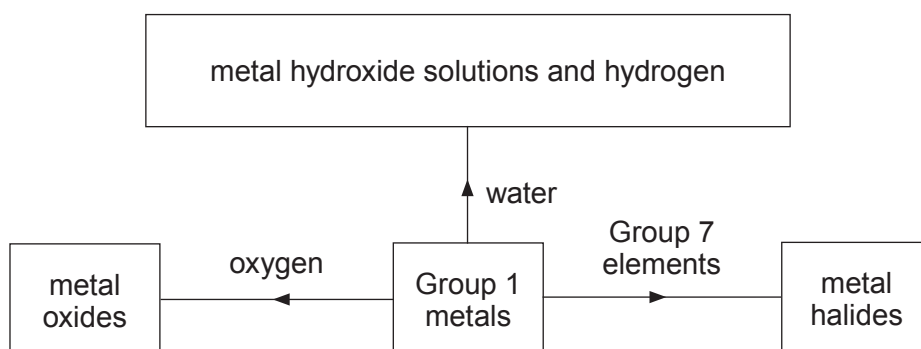 metal hydroxide solutions and hydrogen
water
oxygen
Group 7
elements
metal
oxides
Group 1
metals
metal
halides